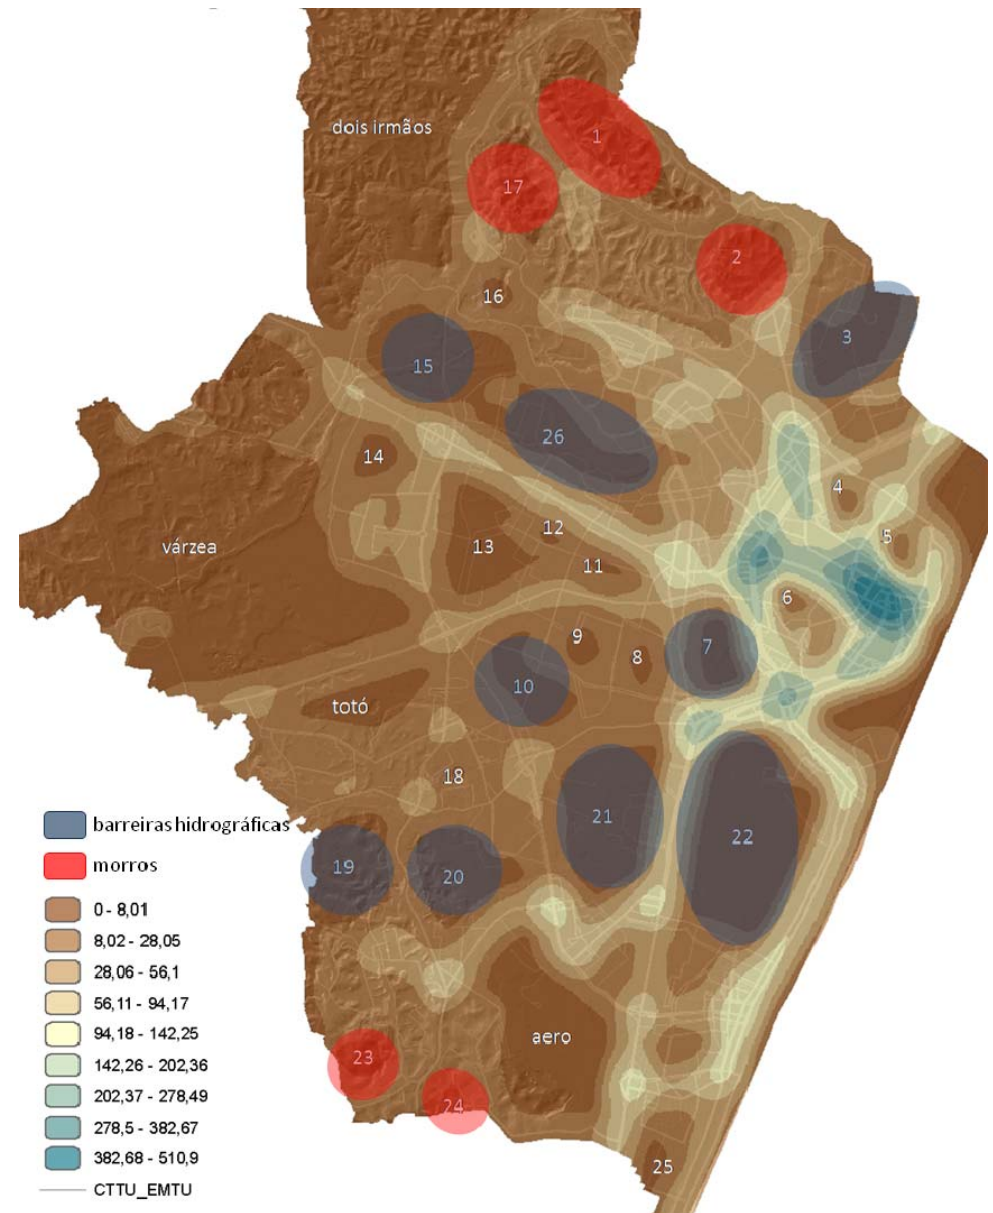 dois irmãos
1
17
2
16
3
15
26
14
4
12
5
várzea
13
11
6
9
8
7
10
totó
18
21
22
19
20
aero
23
24
25
barreiras hidrográficas
morros
0 - 8,01
8,02 - 28,05
28,06 - 56,1
56,11 - 94,17
94,18 - 142,25
142,26 - 202,36
202,37 - 278,49
278,5 - 382,67
382,68 - 510,9
CTTU_EMTU